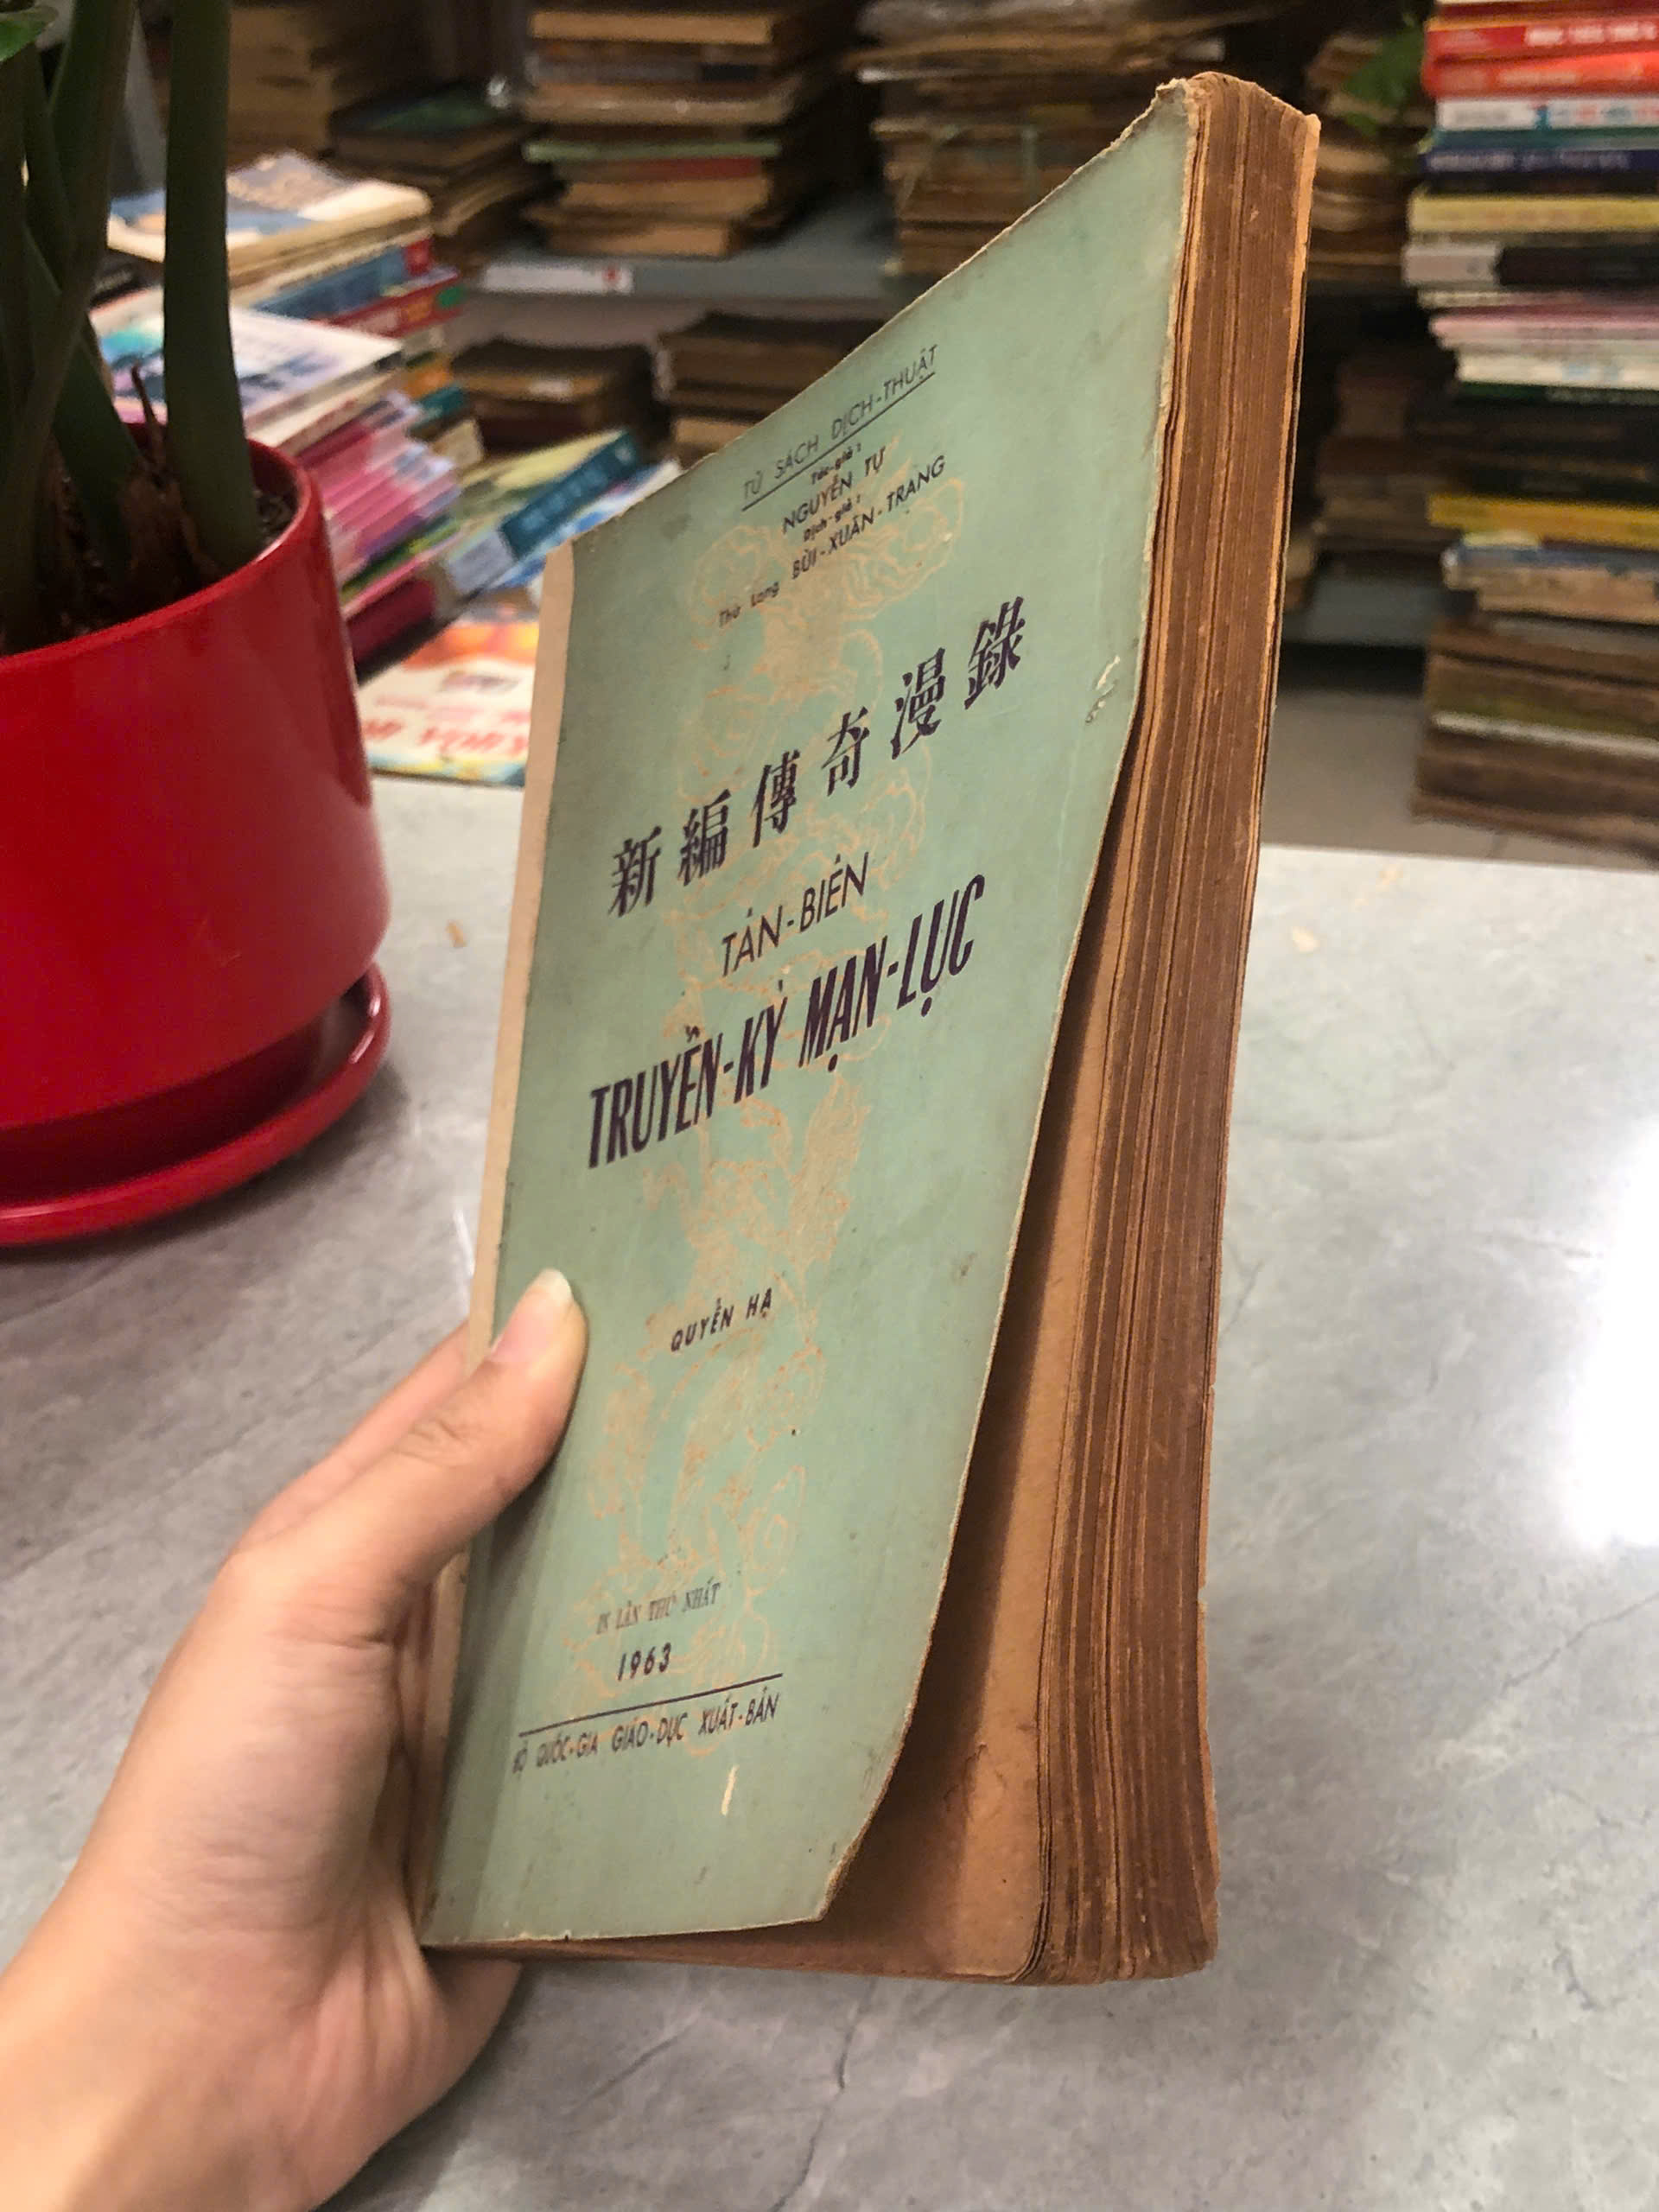 TỦ SÁCH DỊCH-THUẬT
Tác-giả :
NGUYỄN TỰ
Dịch-giả :
Thứ Lang BÙI-XUÂN-TRANG
新編傳奇漫錄
TÂN-BIÊN
TRUYỀN-KỲ MẠN-LỤC
QUYỂN HẠ
IN LẦN THỨ NHẤT
1963
BỘ QUỐC-GIA GIÁO-DỤC XUẤT-BẢN